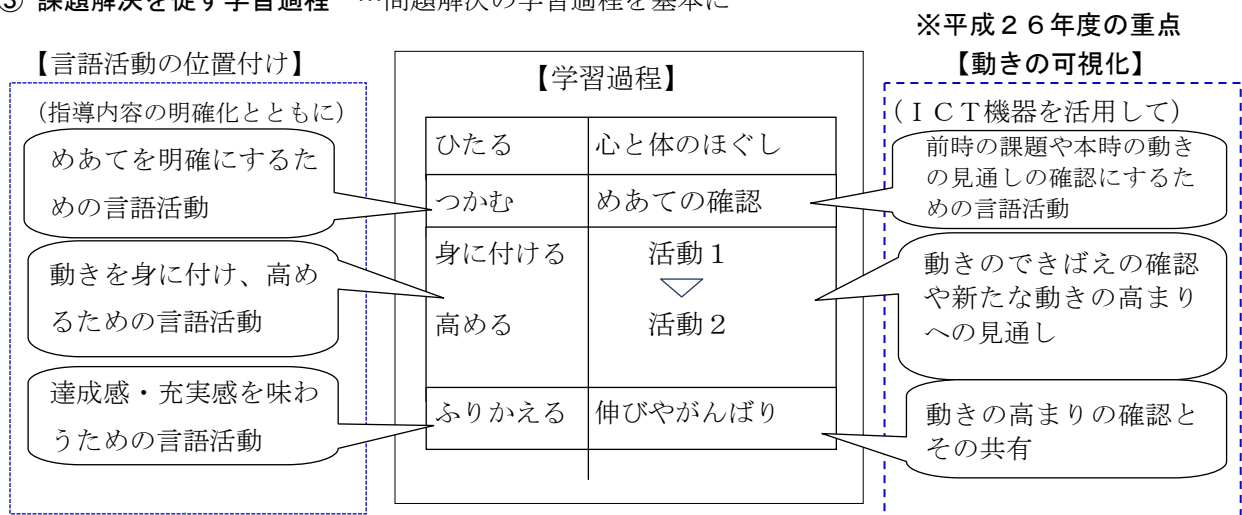 ③ 課題解決を促す学習過程 …問題解決の学習過程を基本に
※平成２６年度の重点
【言語活動の位置付け】
(指導内容の明確化とともに)
めあてを明確にするた
めの言語活動
動きを身に付け、高め
るための言語活動
達成感・充実感を味わ
うための言語活動
【学習過程】
ひたる 心と体のほぐし
つかむ めあての確認
身に付ける 活動１
高める 活動２
ふりかえる 伸びやがんばり
【動きの可視化】
(ＩＣＴ機器を活用して)
前時の課題や本時の動き
の見通しの確認にするた
めの言語活動
動きのできばえの確認
や新たな動きの高まり
への見通し
動きの高まりの確認と
その共有